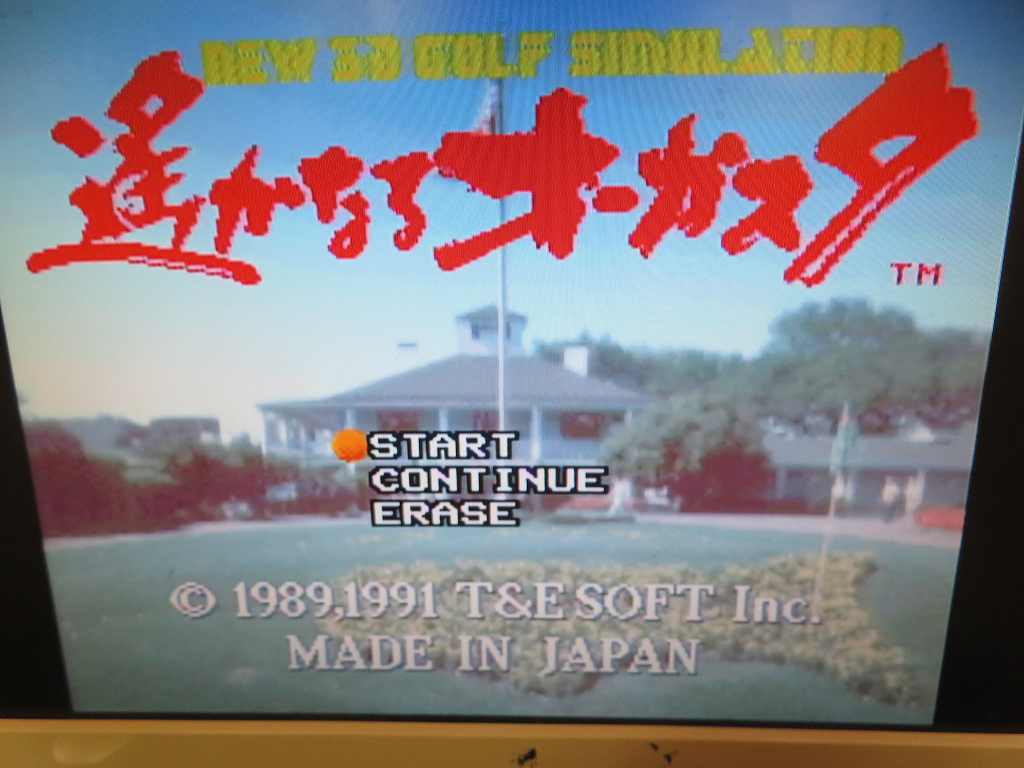 NEW 3D GOLF SIMULATION
遙かなるオーガスタ
TM
START
CONTINUE
ERASE
© 1989,1991 T&E SOFT Inc.
MADE IN JAPAN